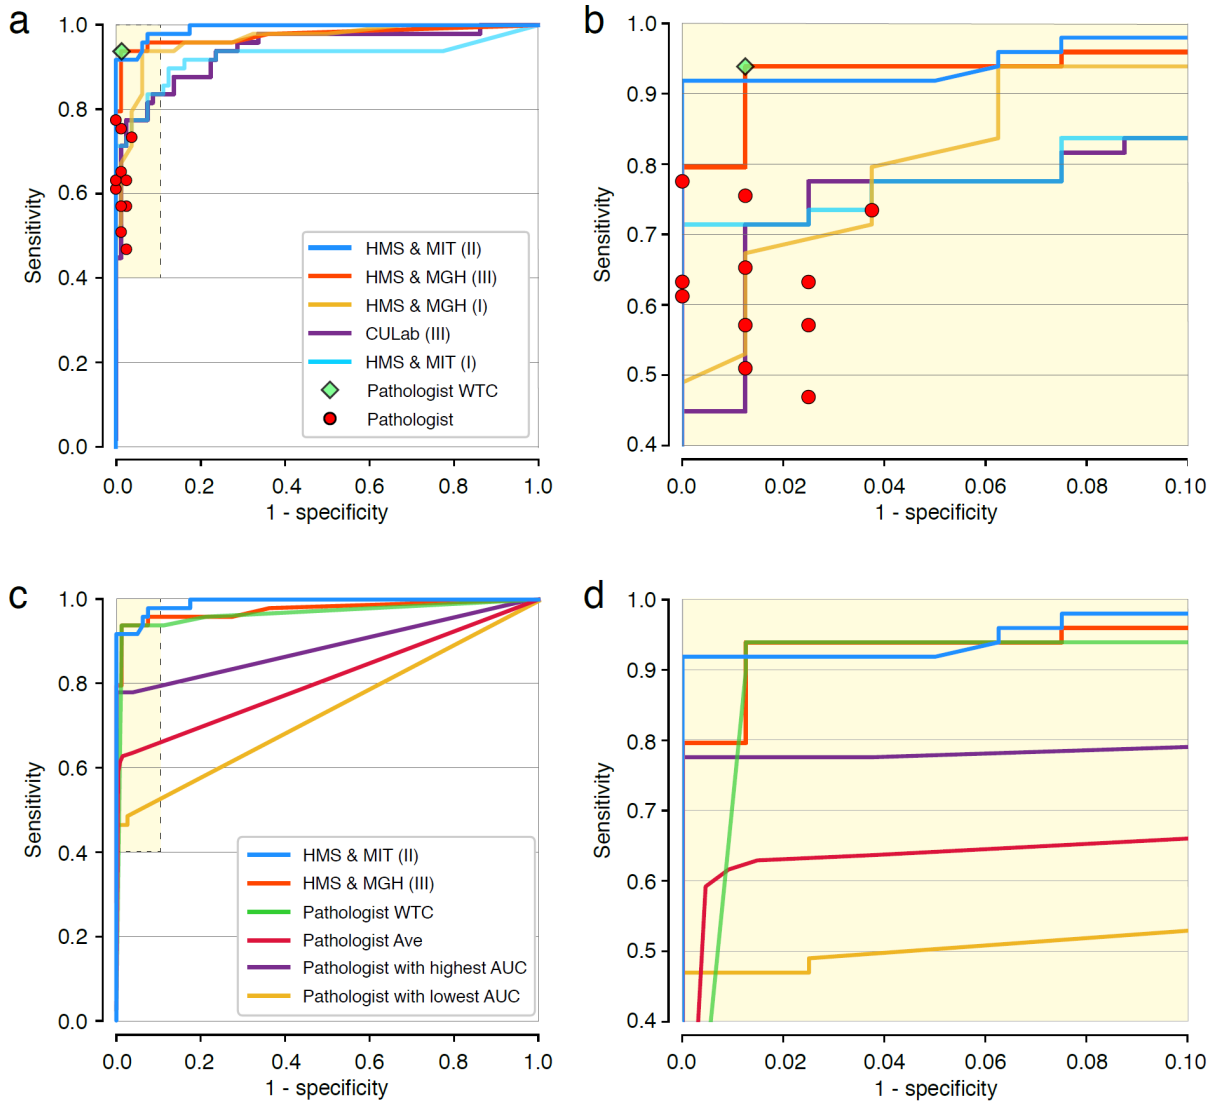 a
1.0
0.8
0.6
0.4
0.2
0.0
Sensitivity
HMS & MIT (II)
HMS & MGH (III)
HMS & MGH (I)
CULab (III)
HMS & MIT (I)
Pathologist WTC
Pathologist
0.0 0.2 0.4 0.6 0.8 1.0
1 - specificity
b
1.0
0.9
0.8
0.7
0.6
0.5
0.4
Sensitivity
0.0 0.02 0.04 0.06 0.08 0.10
1 - specificity
c
1.0
0.8
0.6
0.4
0.2
0.0
Sensitivity
HMS & MIT (II)
HMS & MGH (III)
Pathologist WTC
Pathologist Ave
Pathologist with highest AUC
Pathologist with lowest AUC
0.0 0.2 0.4 0.6 0.8 1.0
1 - specificity
d
1.0
0.9
0.8
0.7
0.6
0.5
0.4
Sensitivity
0.0 0.02 0.04 0.06 0.08 0.10
1 - specificity